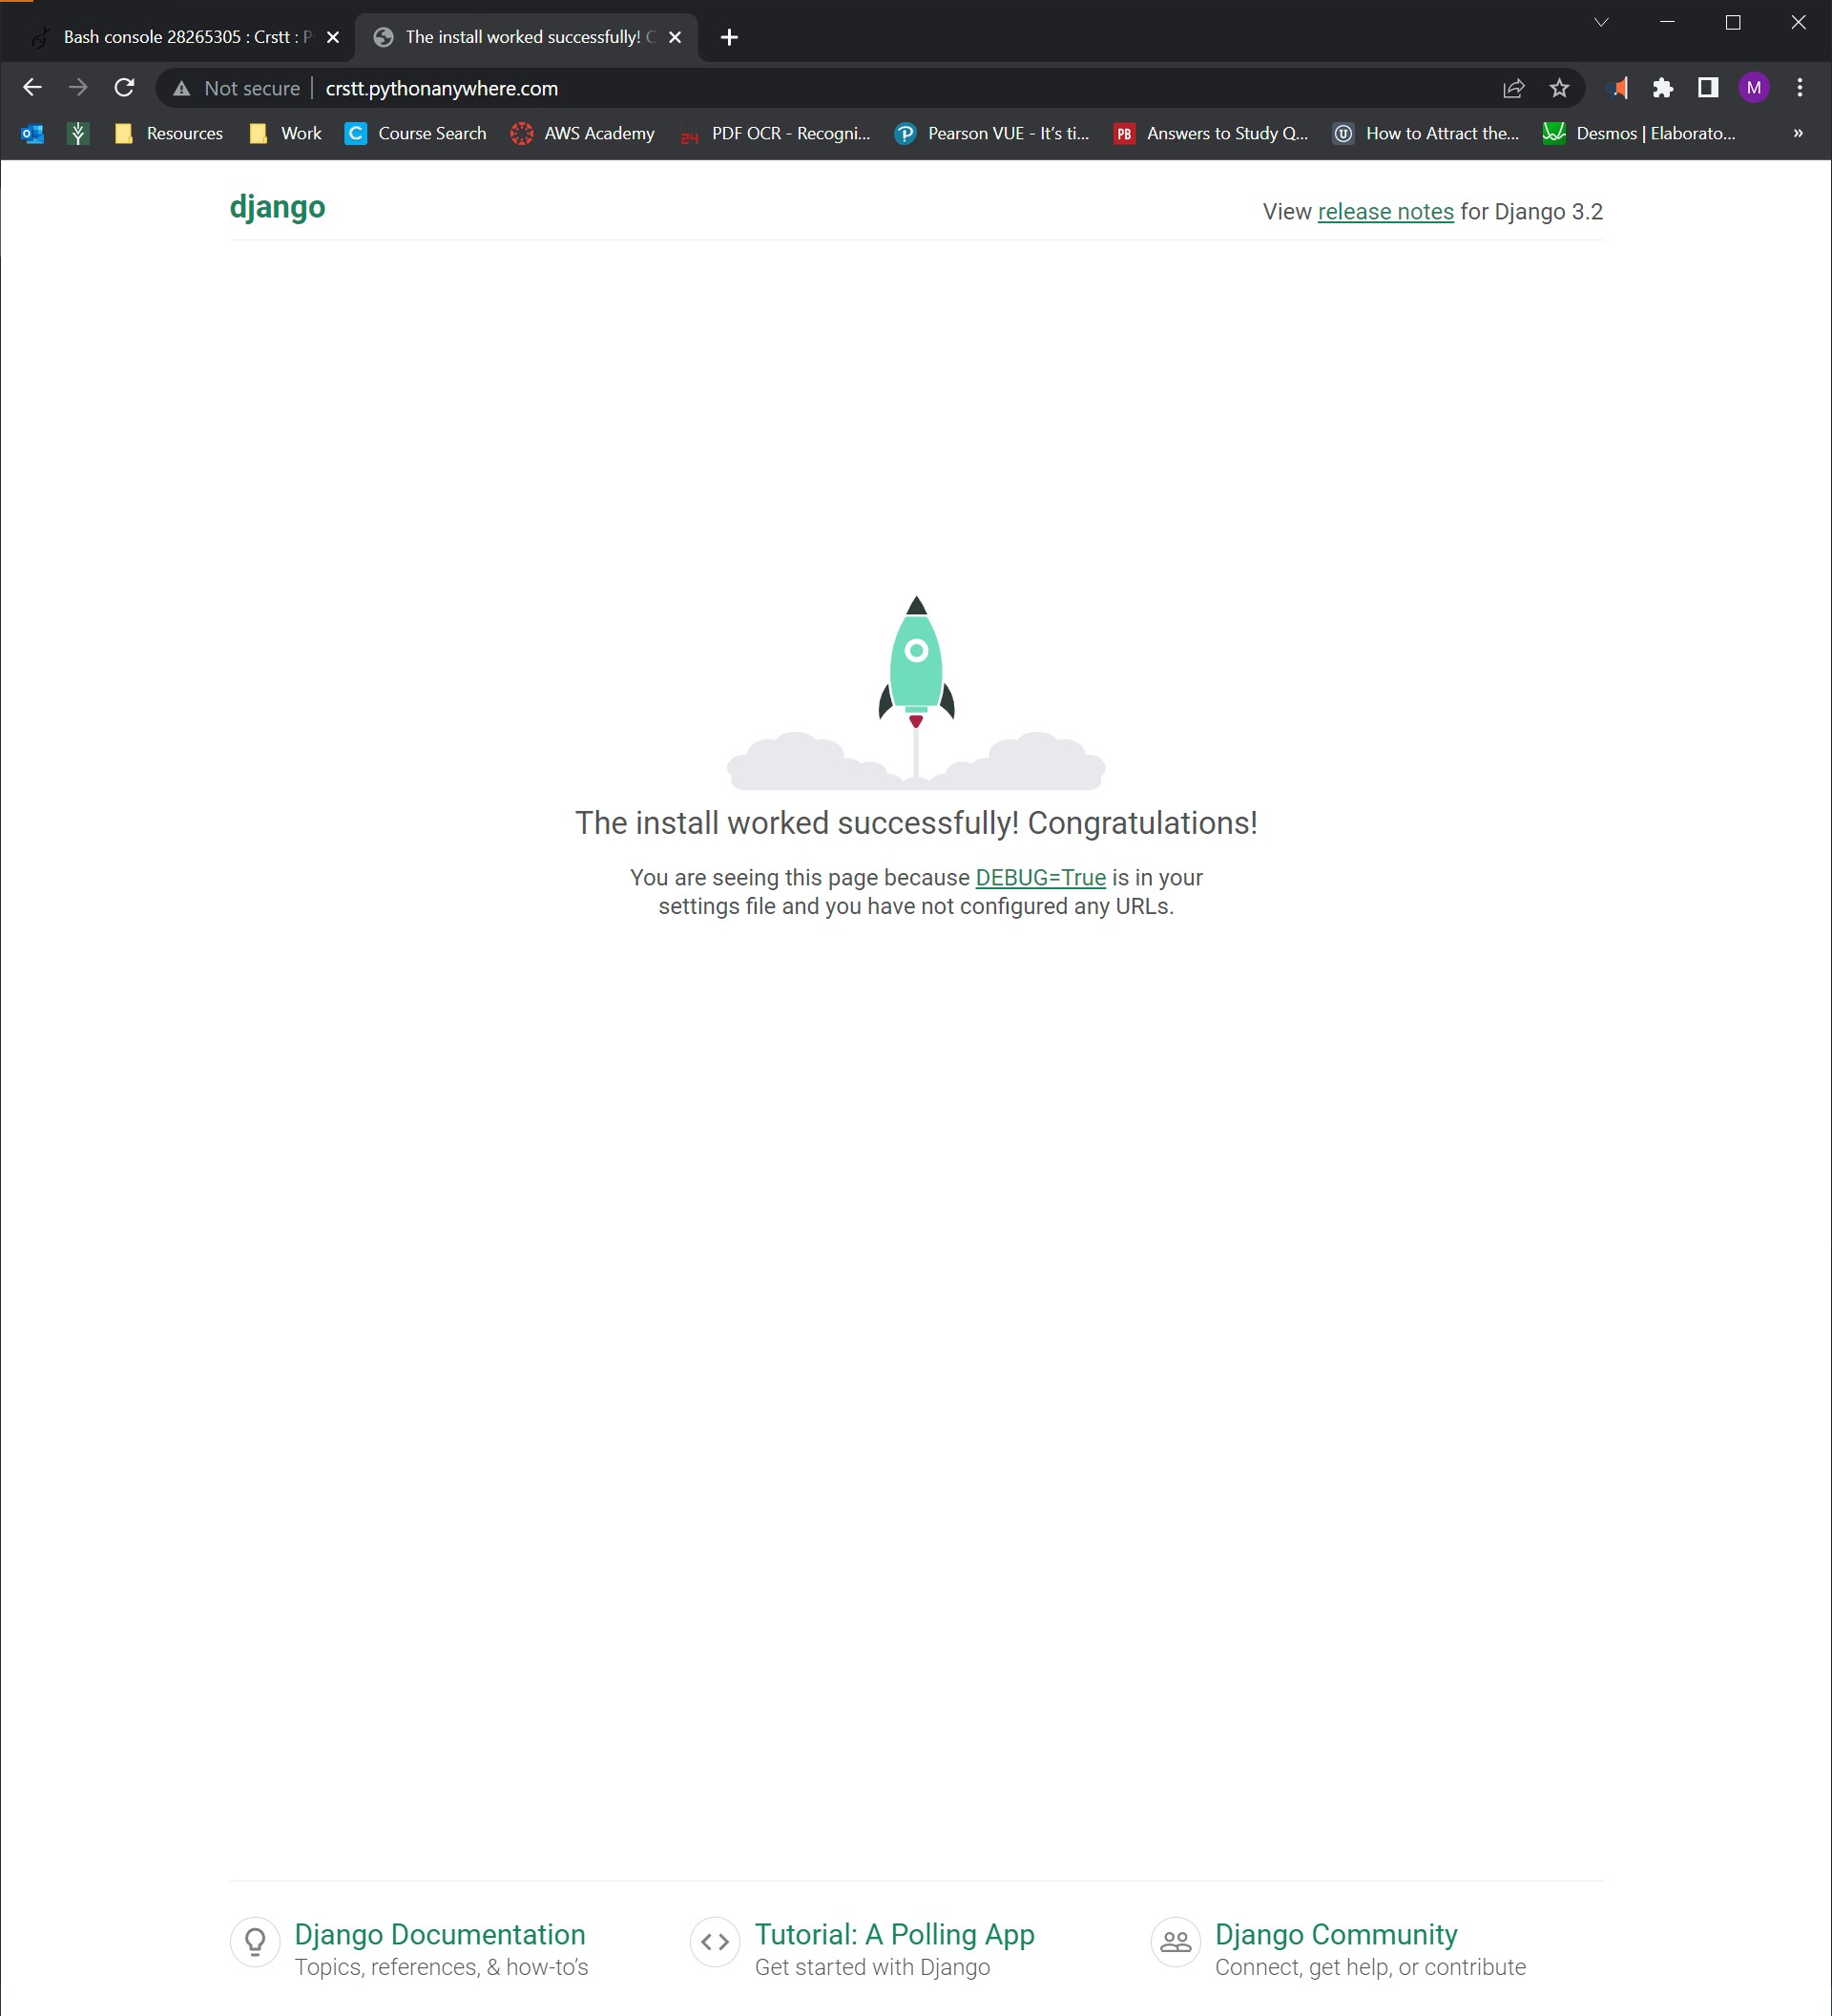 Bash console 28265305 : Crstt : P
The install worked successfully! C
Not secure | crstt.pythonanywhere.com
M
Resources Work C Course Search AWS Academy 24 PDF OCR - Recogni... Pearson VUE - It's ti... PB Answers to Study Q... How to Attract the... Desmos | Elaborato... »
django
View release notes for Django 3.2
The install worked successfully! Congratulations!
You are seeing this page because DEBUG=True is in your
settings file and you have not configured any URLs.
Django Documentation
Topics, references, & how-to’s
Tutorial: A Polling App
Get started with Django
Django Community
Connect, get help, or contribute